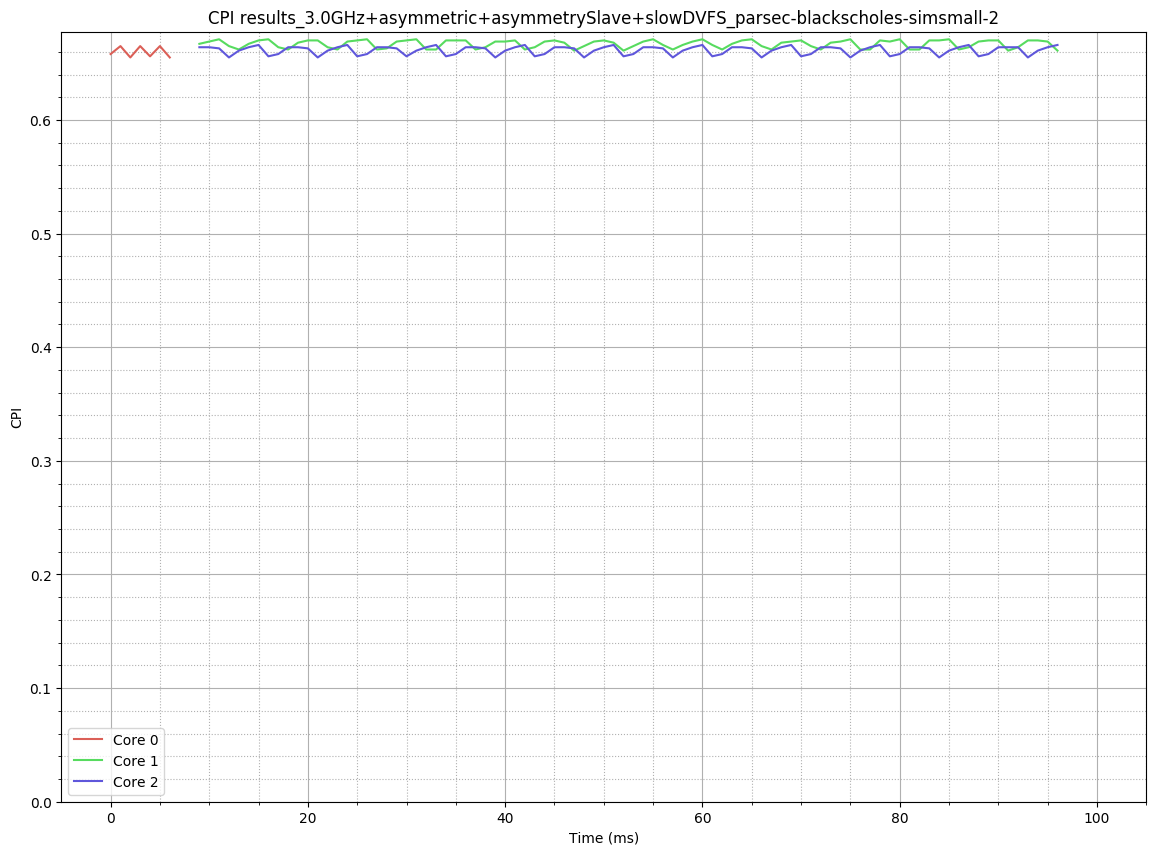 CPI results_3.0GHz+asymmetric+asymmetrySlave+slowDVFS_parsec-blackscholes-simsmall-2
CPI
0.6
0.5
0.4
0.3
0.2
0.1
0.0
Core 0
Core 1
Core 2
0 20 40 60 80 100
Time (ms)